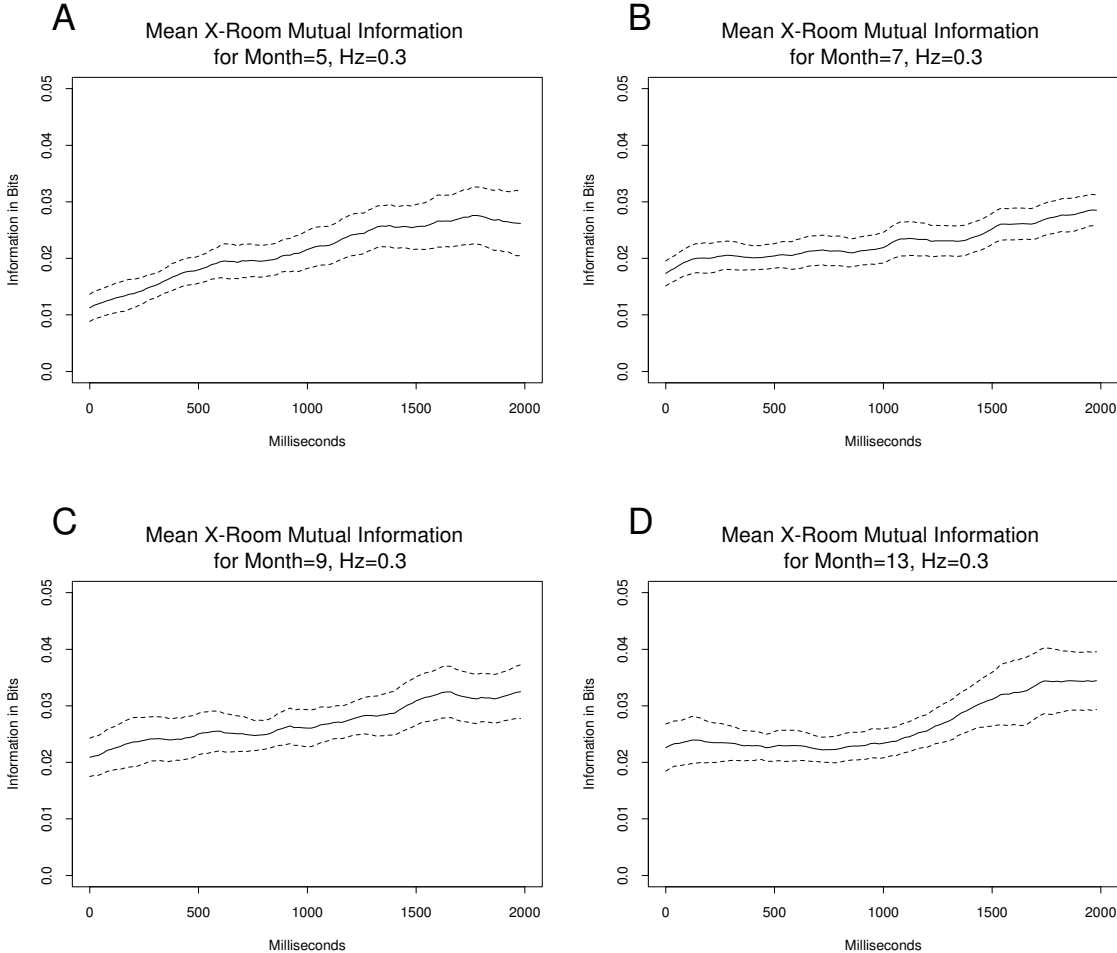 A
Mean X-Room Mutual Information
for Month=5, Hz=0.3
Information in Bits
0.05
0.04
0.03
0.02
0.01
0.0
0 500 1000 1500 2000
Milliseconds
B
Mean X-Room Mutual Information
for Month=7, Hz=0.3
Information in Bits
0.05
0.04
0.03
0.02
0.01
0.0
0 500 1000 1500 2000
Milliseconds
C
Mean X-Room Mutual Information
for Month=9, Hz=0.3
Information in Bits
0.05
0.04
0.03
0.02
0.01
0.0
0 500 1000 1500 2000
Milliseconds
D
Mean X-Room Mutual Information
for Month=13, Hz=0.3
Information in Bits
0.05
0.04
0.03
0.02
0.01
0.0
0 500 1000 1500 2000
Milliseconds